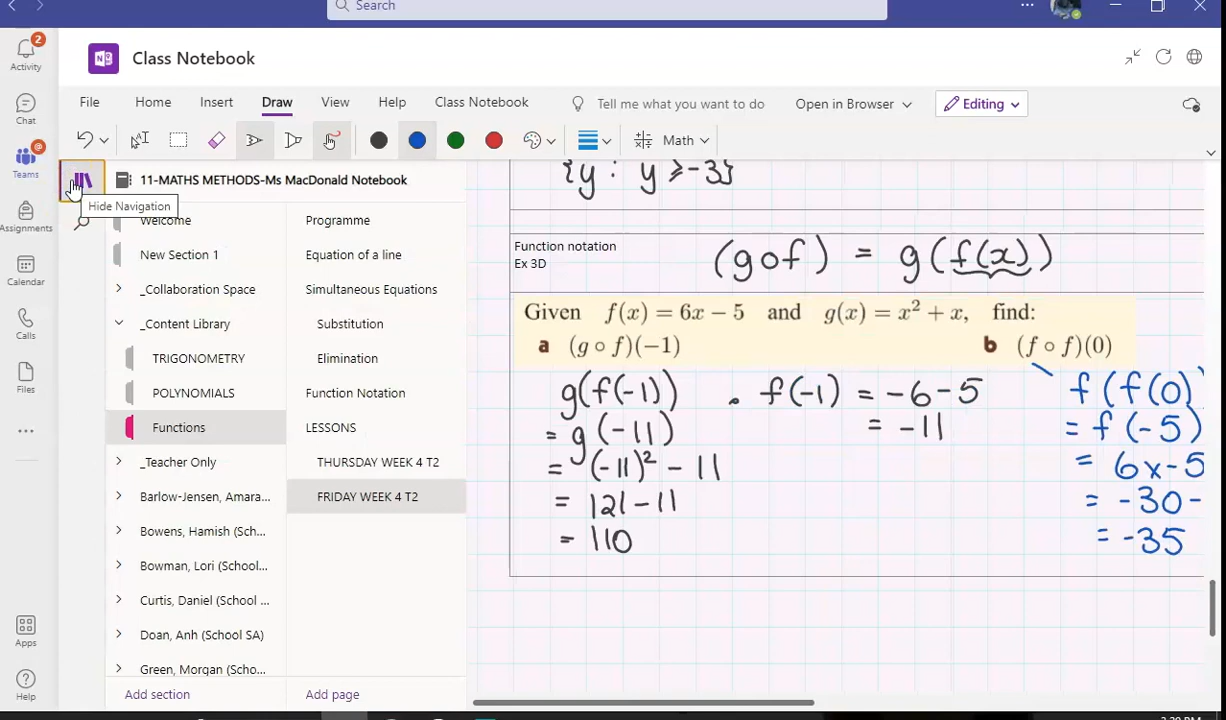 Search
2
Activity
Chat
Teams
Assignments
Calendar
Calls
Files
Apps
Help
Class Notebook
File Home Insert Draw View Help Class Notebook Tell me what you want to do Open in Browser Editing
Math
11-MATHS METHODS-Ms MacDonald Notebook
Hide Navigation
Welcome
New Section 1
_Collaboration Space
_Content Library
TRIGONOMETRY
POLYNOMIALS
Functions
_Teacher Only
Barlow-Jensen, Amara...
Bowens, Hamish (Sch...
Bowman, Lori (School...
Curtis, Daniel (School ...
Doan, Anh (School SA)
Green, Morgan (Scho...
Add section
Programme
Equation of a line
Simultaneous Equations
Substitution
Elimination
Function Notation
LESSONS
THURSDAY WEEK 4 T2
FRIDAY WEEK 4 T2
Add page
{y : y ≥ -3}
Function notation
Ex 3D
(g o f) = g(f(x))
Given f(x) = 6x − 5 and g(x) = x² + x, find:
a (g ∘ f)(−1) b (f ∘ f)(0)
g(f(-1))
= g(-11)
= (-11)² - 11
= 121 - 11
= 110
. f(-1) = -6 - 5
= -11
f(f(0)
= f(-5)
= 6x-5
= -30 -
= -35